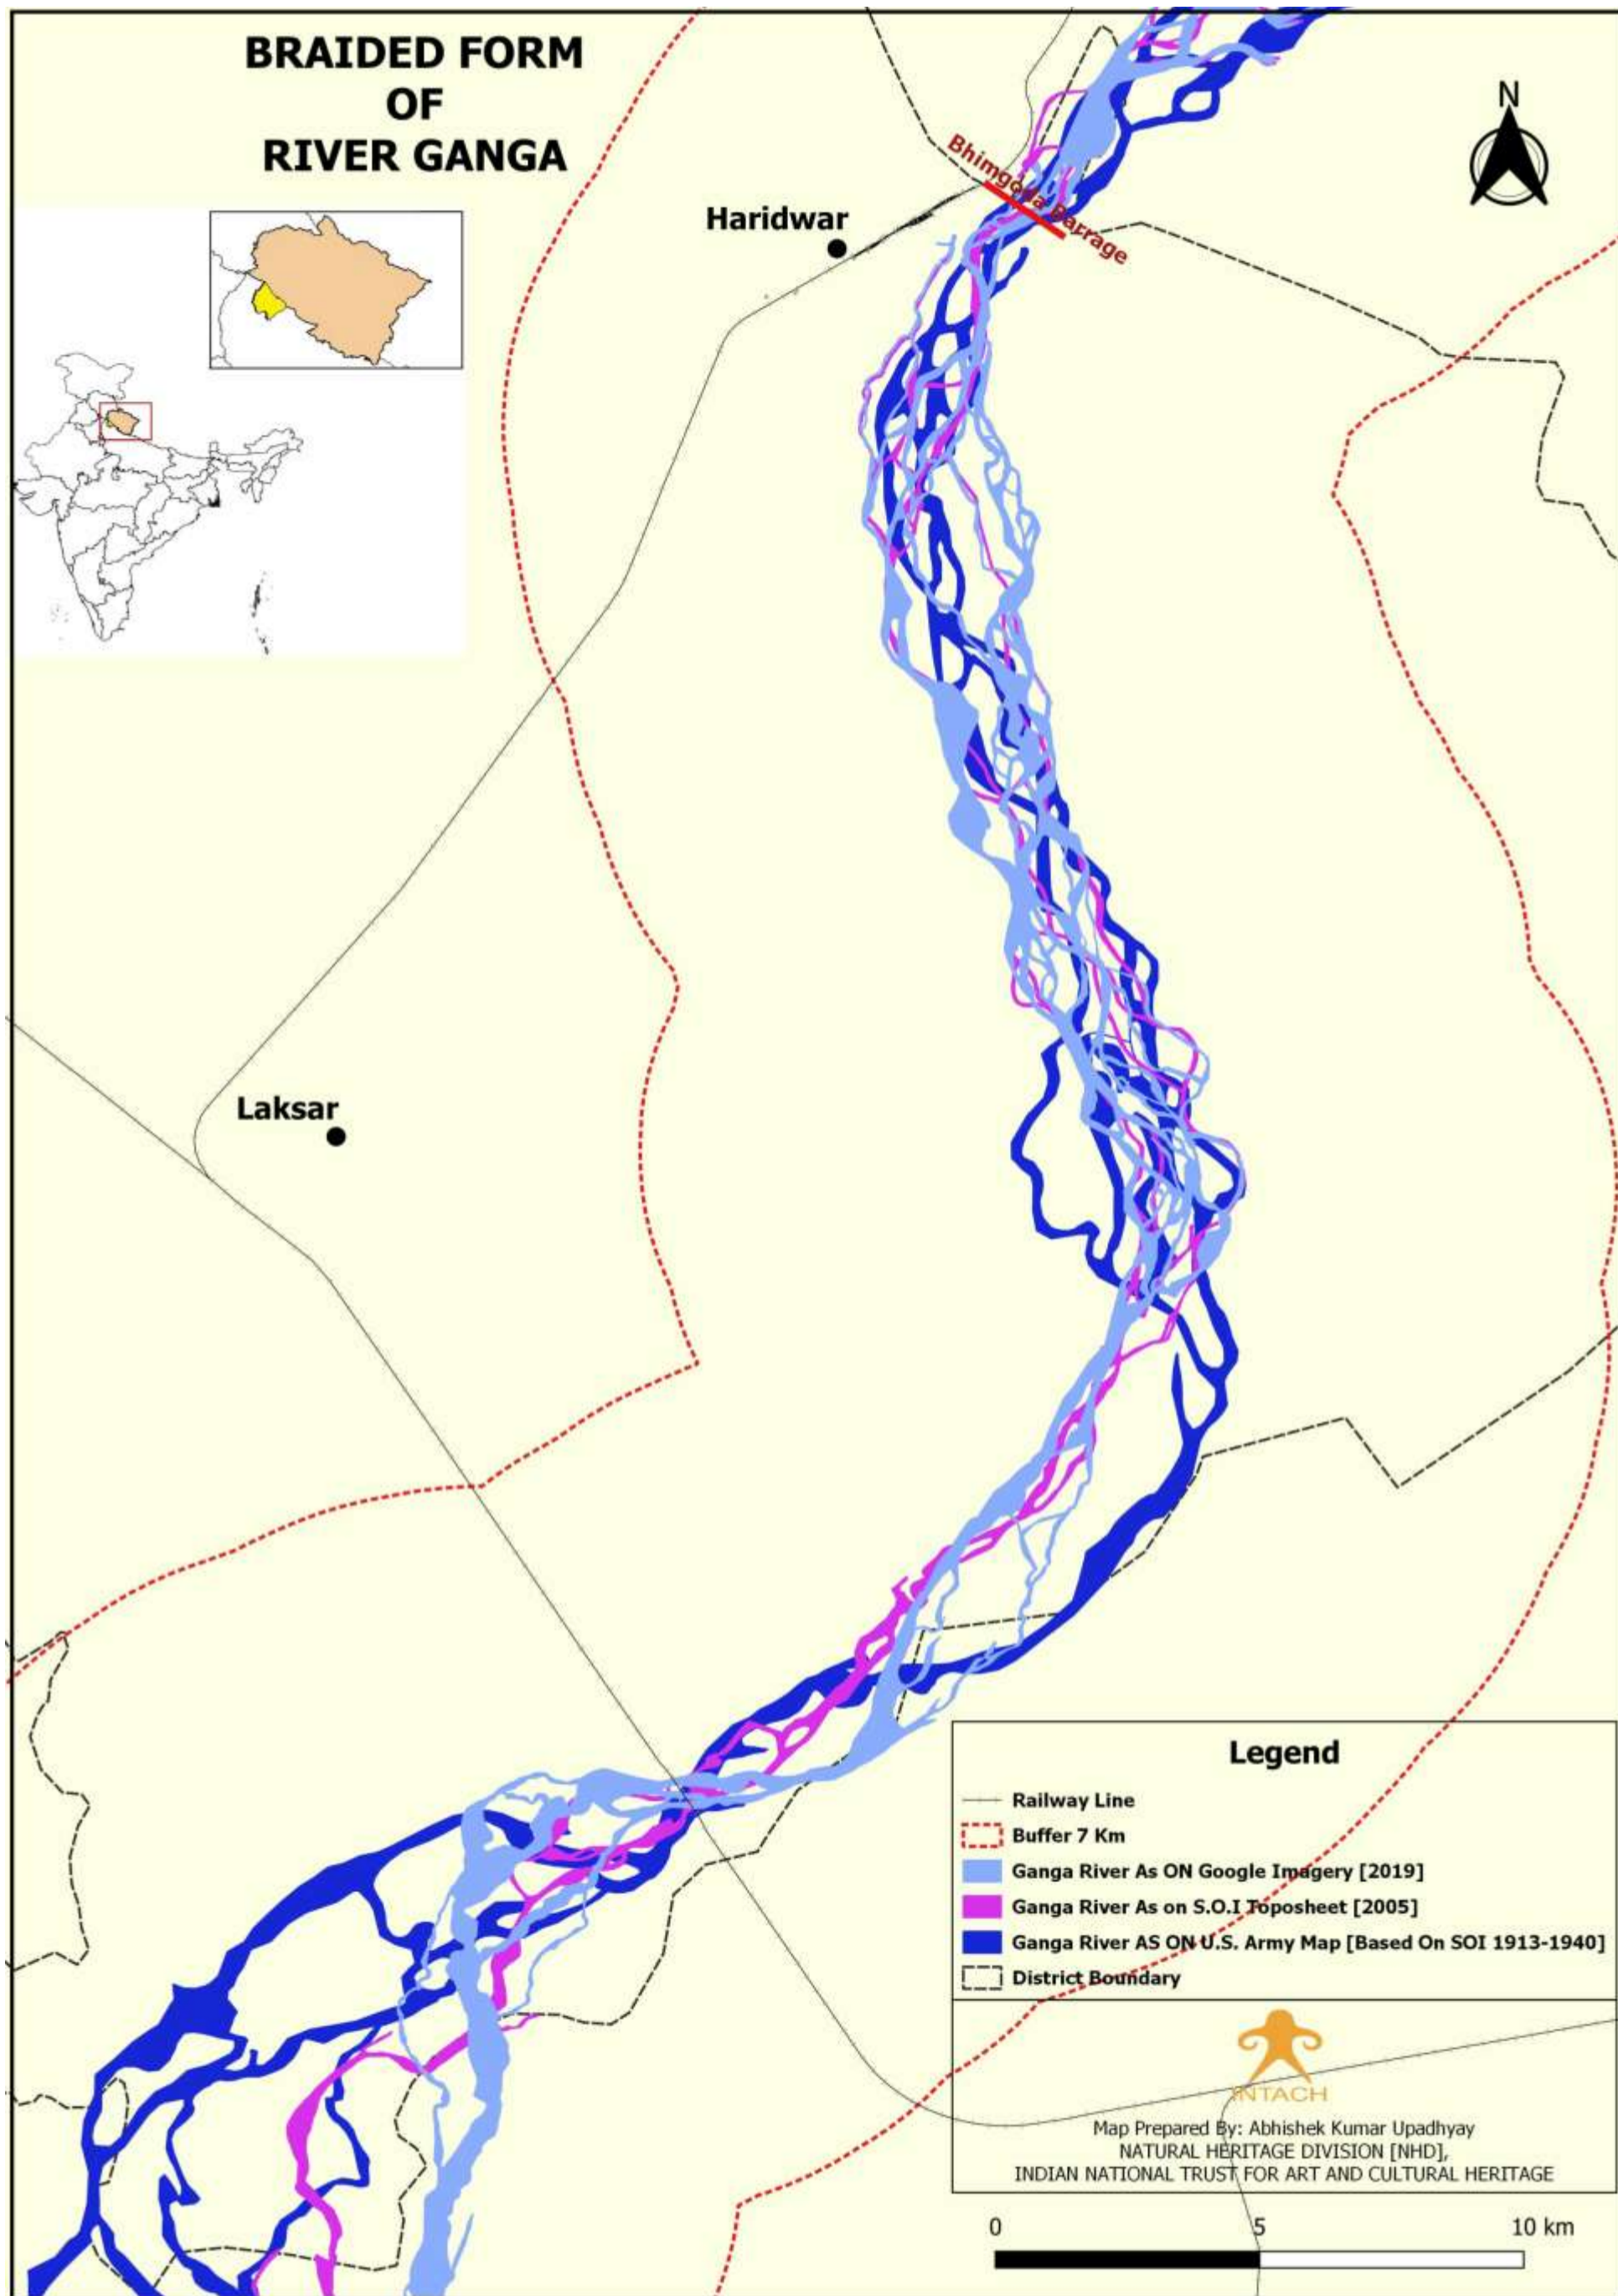 BRAIDED FORM
OF
RIVER GANGA
N
Bhimgoda Barrage
Haridwar
Laksar
Legend
Railway Line
Buffer 7 Km
Ganga River As ON Google Imagery [2019]
Ganga River As on S.O.I Toposheet [2005]
Ganga River AS ON U.S. Army Map [Based On SOI 1913-1940]
District Boundary
INTACH
Map Prepared By: Abhishek Kumar Upadhyay
NATURAL HERITAGE DIVISION [NHD],
INDIAN NATIONAL TRUST FOR ART AND CULTURAL HERITAGE
0 5 10 km